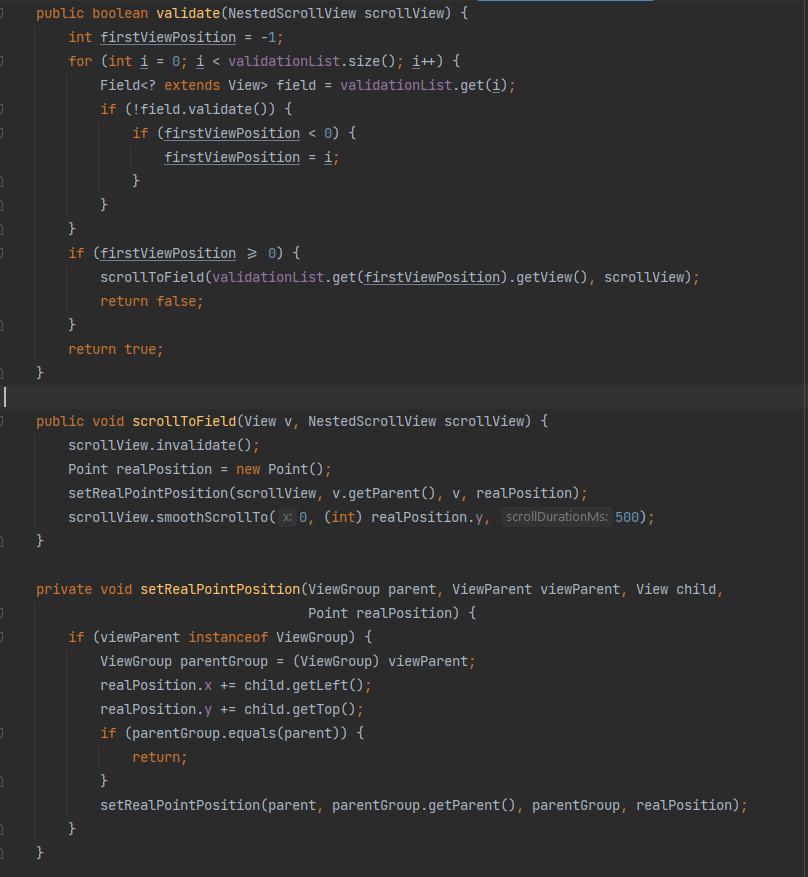 public boolean validate(NestedScrollView scrollView) {
    int firstViewPosition = -1;
    for (int i = 0; i < validationList.size(); i++) {
        Field<? extends View> field = validationList.get(i);
        if (!field.validate()) {
            if (firstViewPosition < 0) {
                firstViewPosition = i;
            }
        }
    }
    if (firstViewPosition ⩾ 0) {
        scrollToField(validationList.get(firstViewPosition).getView(), scrollView);
        return false;
    }
    return true;
}
public void scrollToField(View v, NestedScrollView scrollView) {
    scrollView.invalidate();
    Point realPosition = new Point();
    setRealPointPosition(scrollView, v.getParent(), v, realPosition);
    scrollView.smoothScrollTo( x: 0, (int) realPosition.y, scrollDurationMs: 500);
}
private void setRealPointPosition(ViewGroup parent, ViewParent viewParent, View child,
                                  Point realPosition) {
    if (viewParent instanceof ViewGroup) {
        ViewGroup parentGroup = (ViewGroup) viewParent;
        realPosition.x += child.getLeft();
        realPosition.y += child.getTop();
        if (parentGroup.equals(parent)) {
            return;
        }
        setRealPointPosition(parent, parentGroup.getParent(), parentGroup, realPosition);
    }
}